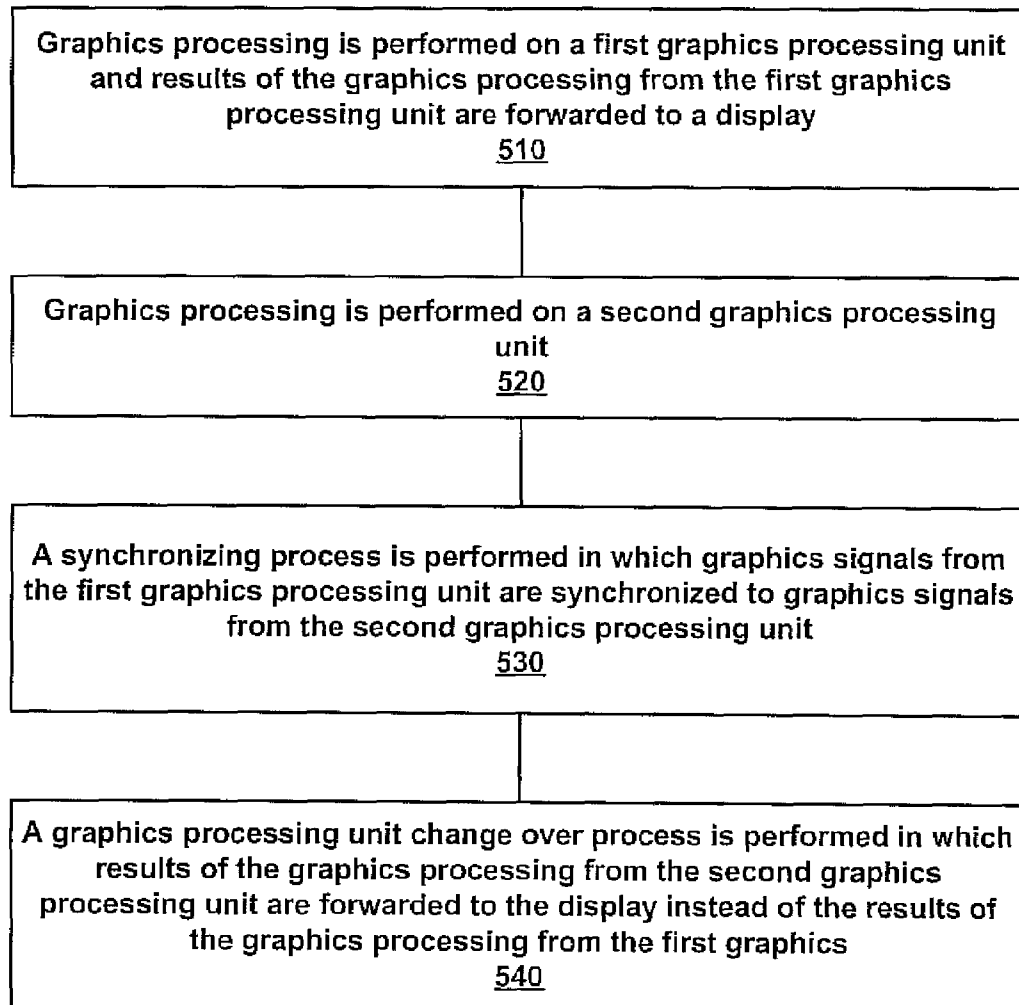 Graphics processing is performed on a first graphics processing unit
and results of the graphics processing from the first graphics
processing unit are forwarded to a display
510
Graphics processing is performed on a second graphics processing
unit
520
A synchronizing process is performed in which graphics signals from
the first graphics processing unit are synchronized to graphics signals
from the second graphics processing unit
530
A graphics processing unit change over process is performed in which
results of the graphics processing from the second graphics
processing unit are forwarded to the display instead of the results of
the graphics processing from the first graphics
540